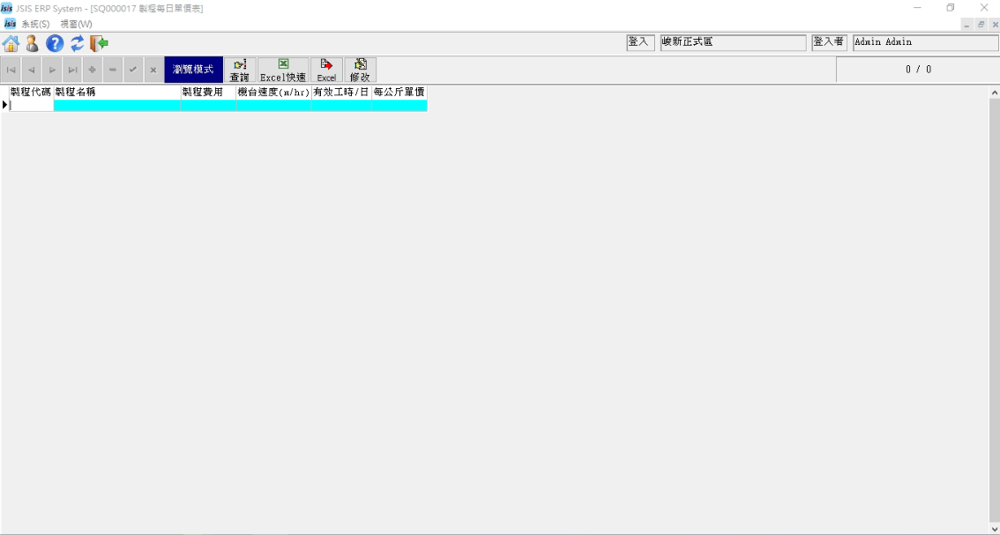 jsis JSIS ERP System - [SQ000017 製程每日單價表]
jsis 系統(S) 視窗(W)
登入 峻新正式區 登入者 Admin Admin
瀏覽模式 查詢 Excel快速 Excel 修改 0 / 0
製程代碼 製程名稱 製程費用 機台速度(m/hr) 有效工時/日 每公斤單價